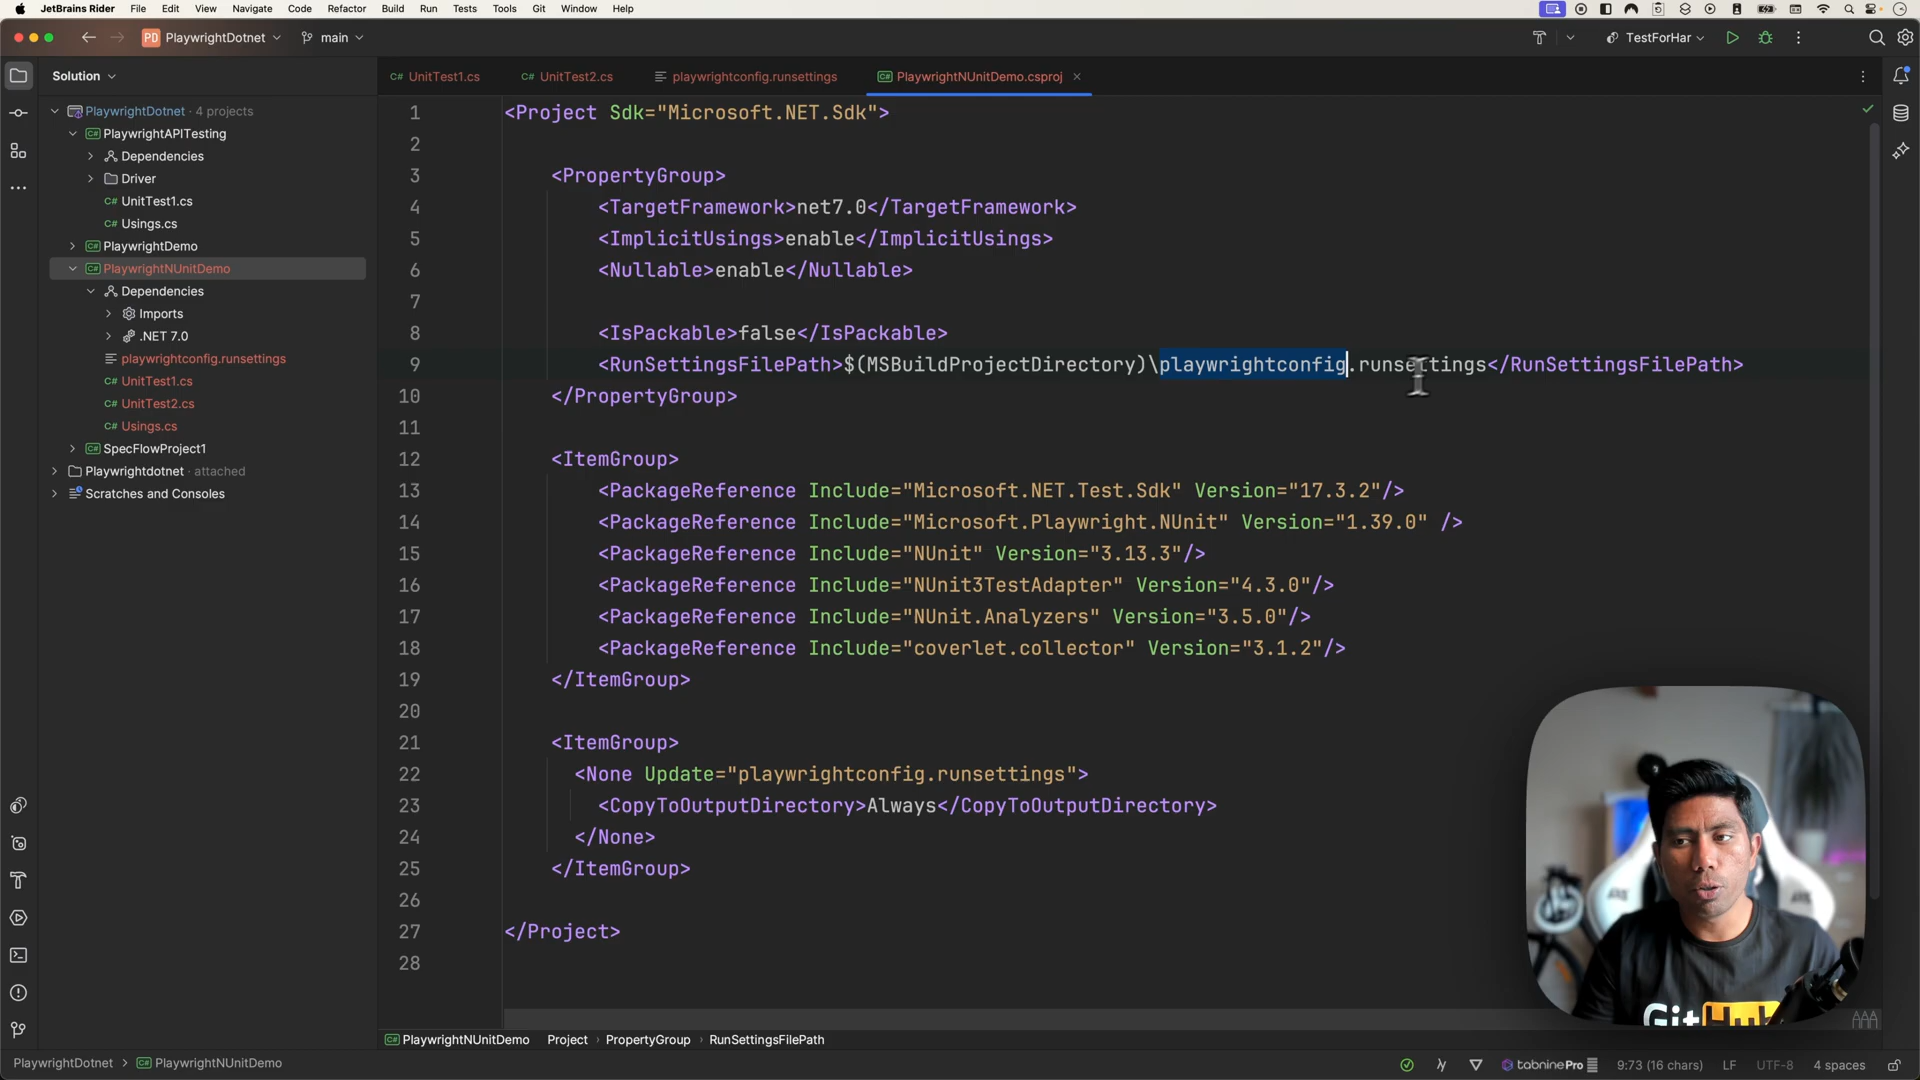 JetBrains Rider File Edit View Navigate Code Refactor Build Run Tests Tools Git Window Help
PD PlaywrightDotnet main TestForHar
Solution
UnitTest1.cs UnitTest2.cs playwrightconfig.runsettings PlaywrightNUnitDemo.csproj
PlaywrightDotnet · 4 projects
PlaywrightAPITesting
Dependencies
Driver
C# UnitTest1.cs
C# Usings.cs
PlaywrightDemo
PlaywrightNUnitDemo
Dependencies
Imports
.NET 7.0
playwrightconfig.runsettings
C# UnitTest1.cs
C# UnitTest2.cs
C# Usings.cs
SpecFlowProject1
Playwrightdotnet attached
Scratches and Consoles
1 <Project Sdk="Microsoft.NET.Sdk">
2
3 <PropertyGroup>
4 <TargetFramework>net7.0</TargetFramework>
5 <ImplicitUsings>enable</ImplicitUsings>
6 <Nullable>enable</Nullable>
7
8 <IsPackable>false</IsPackable>
9 <RunSettingsFilePath>$(MSBuildProjectDirectory)\playwrightconfig.runsettings</RunSettingsFilePath>
10 </PropertyGroup>
11
12 <ItemGroup>
13 <PackageReference Include="Microsoft.NET.Test.Sdk" Version="17.3.2"/>
14 <PackageReference Include="Microsoft.Playwright.NUnit" Version="1.39.0" />
15 <PackageReference Include="NUnit" Version="3.13.3"/>
16 <PackageReference Include="NUnit3TestAdapter" Version="4.3.0"/>
17 <PackageReference Include="NUnit.Analyzers" Version="3.5.0"/>
18 <PackageReference Include="coverlet.collector" Version="3.1.2"/>
19 </ItemGroup>
20
21 <ItemGroup>
22 <None Update="playwrightconfig.runsettings">
23 <CopyToOutputDirectory>Always</CopyToOutputDirectory>
24 </None>
25 </ItemGroup>
26
27 </Project>
28
GitHub
PlaywrightNUnitDemo Project > PropertyGroup > RunSettingsFilePath
PlaywrightDotnet > PlaywrightNUnitDemo tabnine Pro 9:73 (16 chars) LF UTF-8 4 spaces